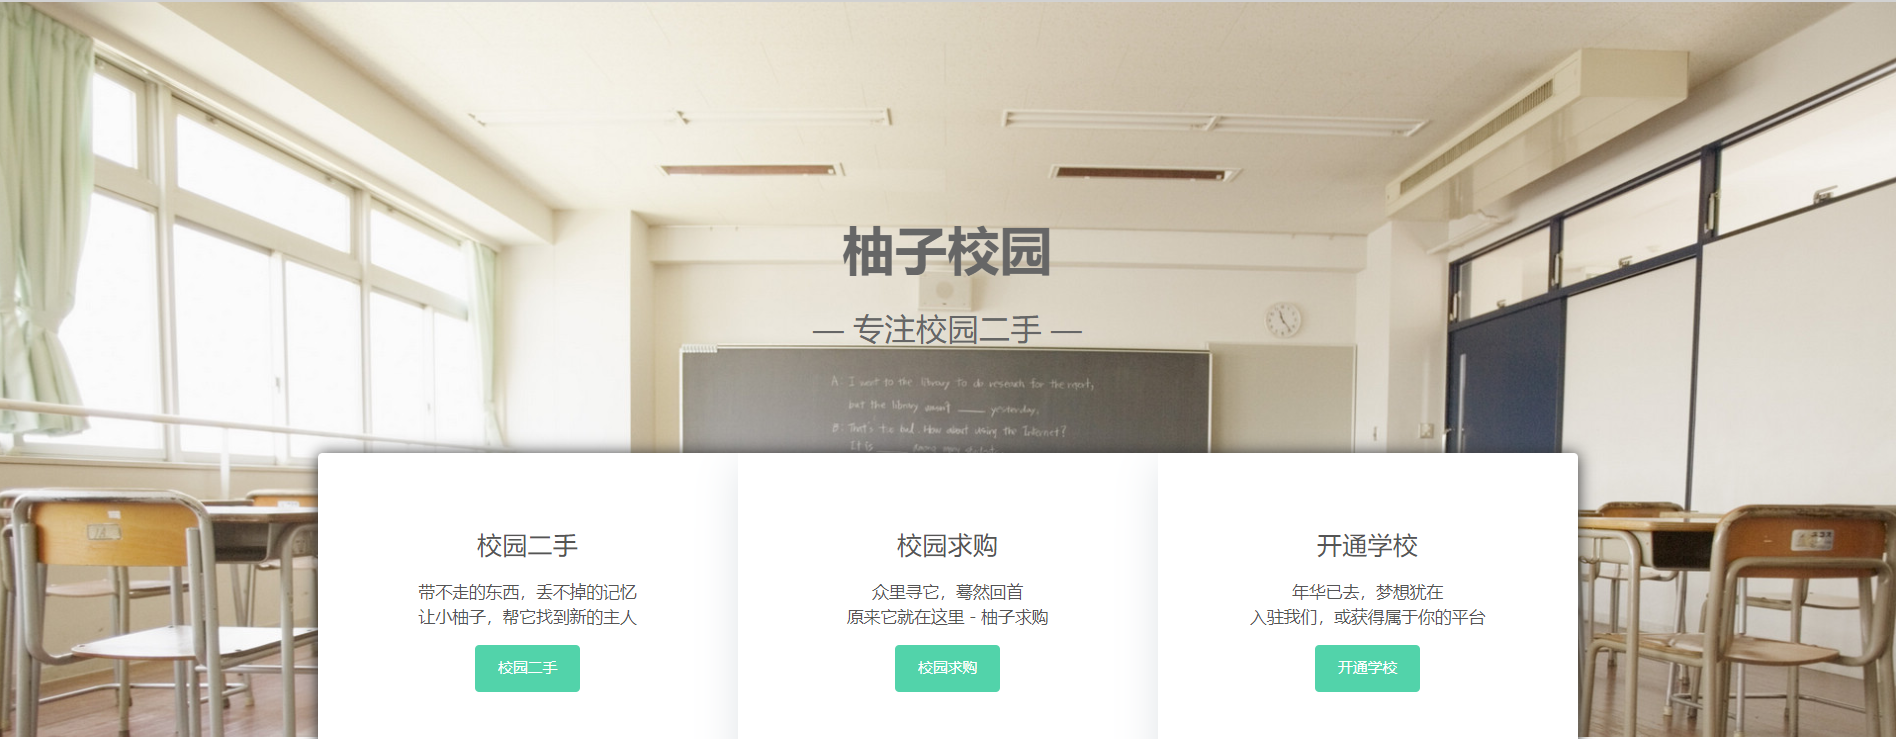 柚子校园
— 专注校园二手 —
A: I went to the library to do research for the report,
but the library wasn't ____ yesterday.
B: That's too bad. How about using the Internet?
It is ____
校园二手
带不走的东西，丢不掉的记忆
让小柚子，帮它找到新的主人
校园二手
校园求购
众里寻它，蓦然回首
原来它就在这里 - 柚子求购
校园求购
开通学校
年华已去，梦想犹在
入驻我们，或获得属于你的平台
开通学校